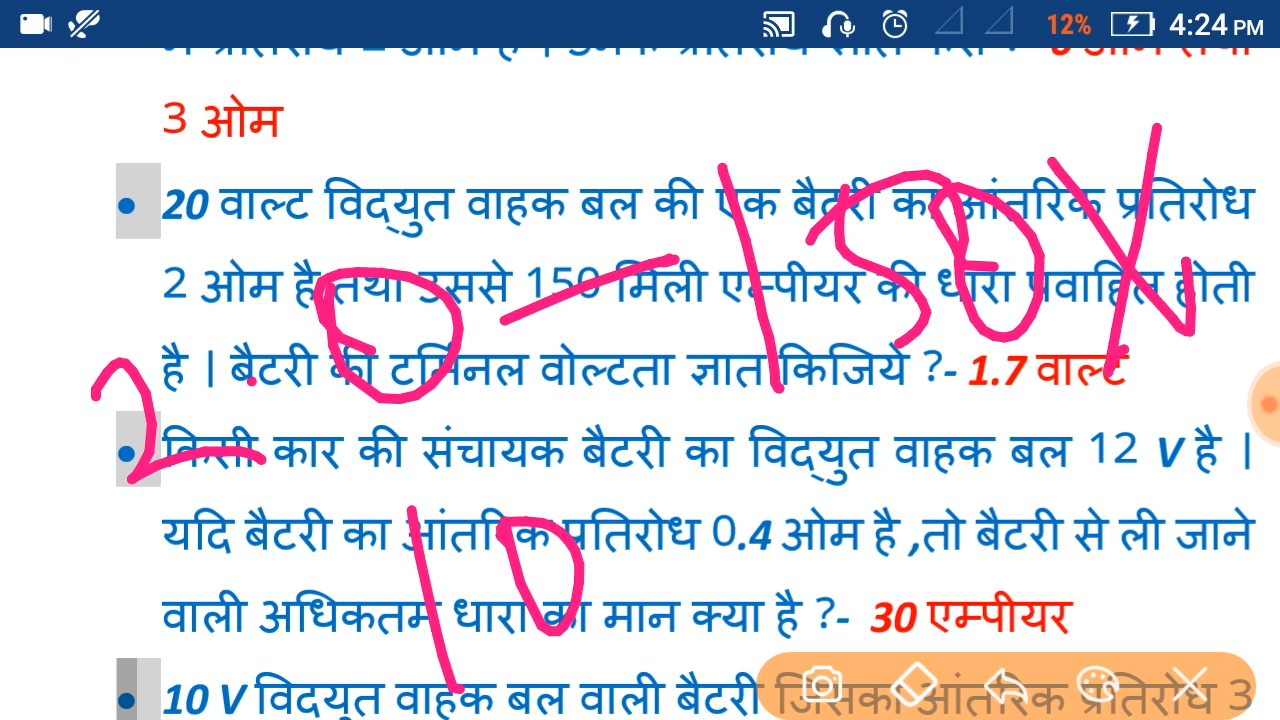 12% 4:24 PM
3 ओम
20 वाल्ट विद्युत वाहक बल की एक बैटरी का आंतरिक प्रतिरोध
2 ओम है तथा उससे 150 मिली एम्पीयर की धारा प्रवाहित होती
है | बैटरी की टर्मिनल वोल्टता ज्ञात किजिये ?- 1.7 वाल्ट
किसी कार की संचायक बैटरी का विद्युत वाहक बल 12 V है |
यदि बैटरी का आंतरिक प्रतिरोध 0.4 ओम है ,तो बैटरी से ली जाने
वाली अधिकतम धारा का मान क्या है ?- 30 एम्पीयर
10 V विद्युत वाहक बल वाली बैटरी जिसका आंतरिक प्रतिरोध 3
2.0 - 150 X
10